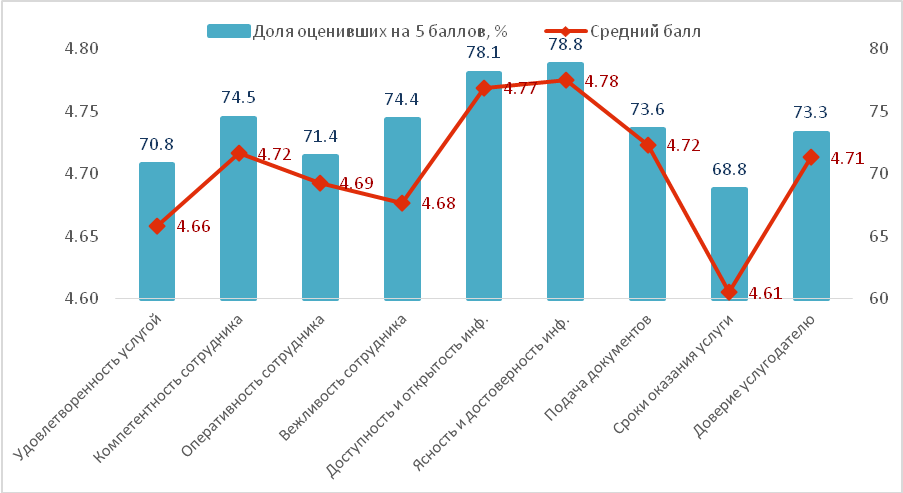 Доля оценивших на 5 баллов, %
Средний балл
4.80
4.75
4.70
4.65
4.60
80
75
70
65
60
70.8
74.5
71.4
74.4
78.1
78.8
73.6
68.8
73.3
4.66
4.72
4.69
4.68
4.77
4.78
4.72
4.61
4.71
Удовлетворенность услугой
Компетентность сотрудника
Оперативность сотрудника
Вежливость сотрудника
Доступность и открытость инф.
Ясность и достоверность инф.
Подача документов
Сроки оказания услуги
Доверие услугодателю